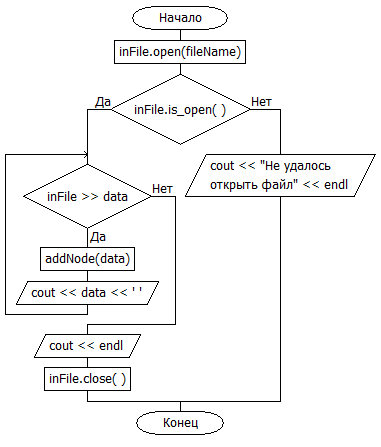 Начало
inFile.open(fileName)
Да
inFile.is_open( )
Нет
cout << "Не удалось
открыть файл" << endl
inFile >> data
Нет
Да
addNode(data)
cout << data << ' '
cout << endl
inFile.close( )
Конец